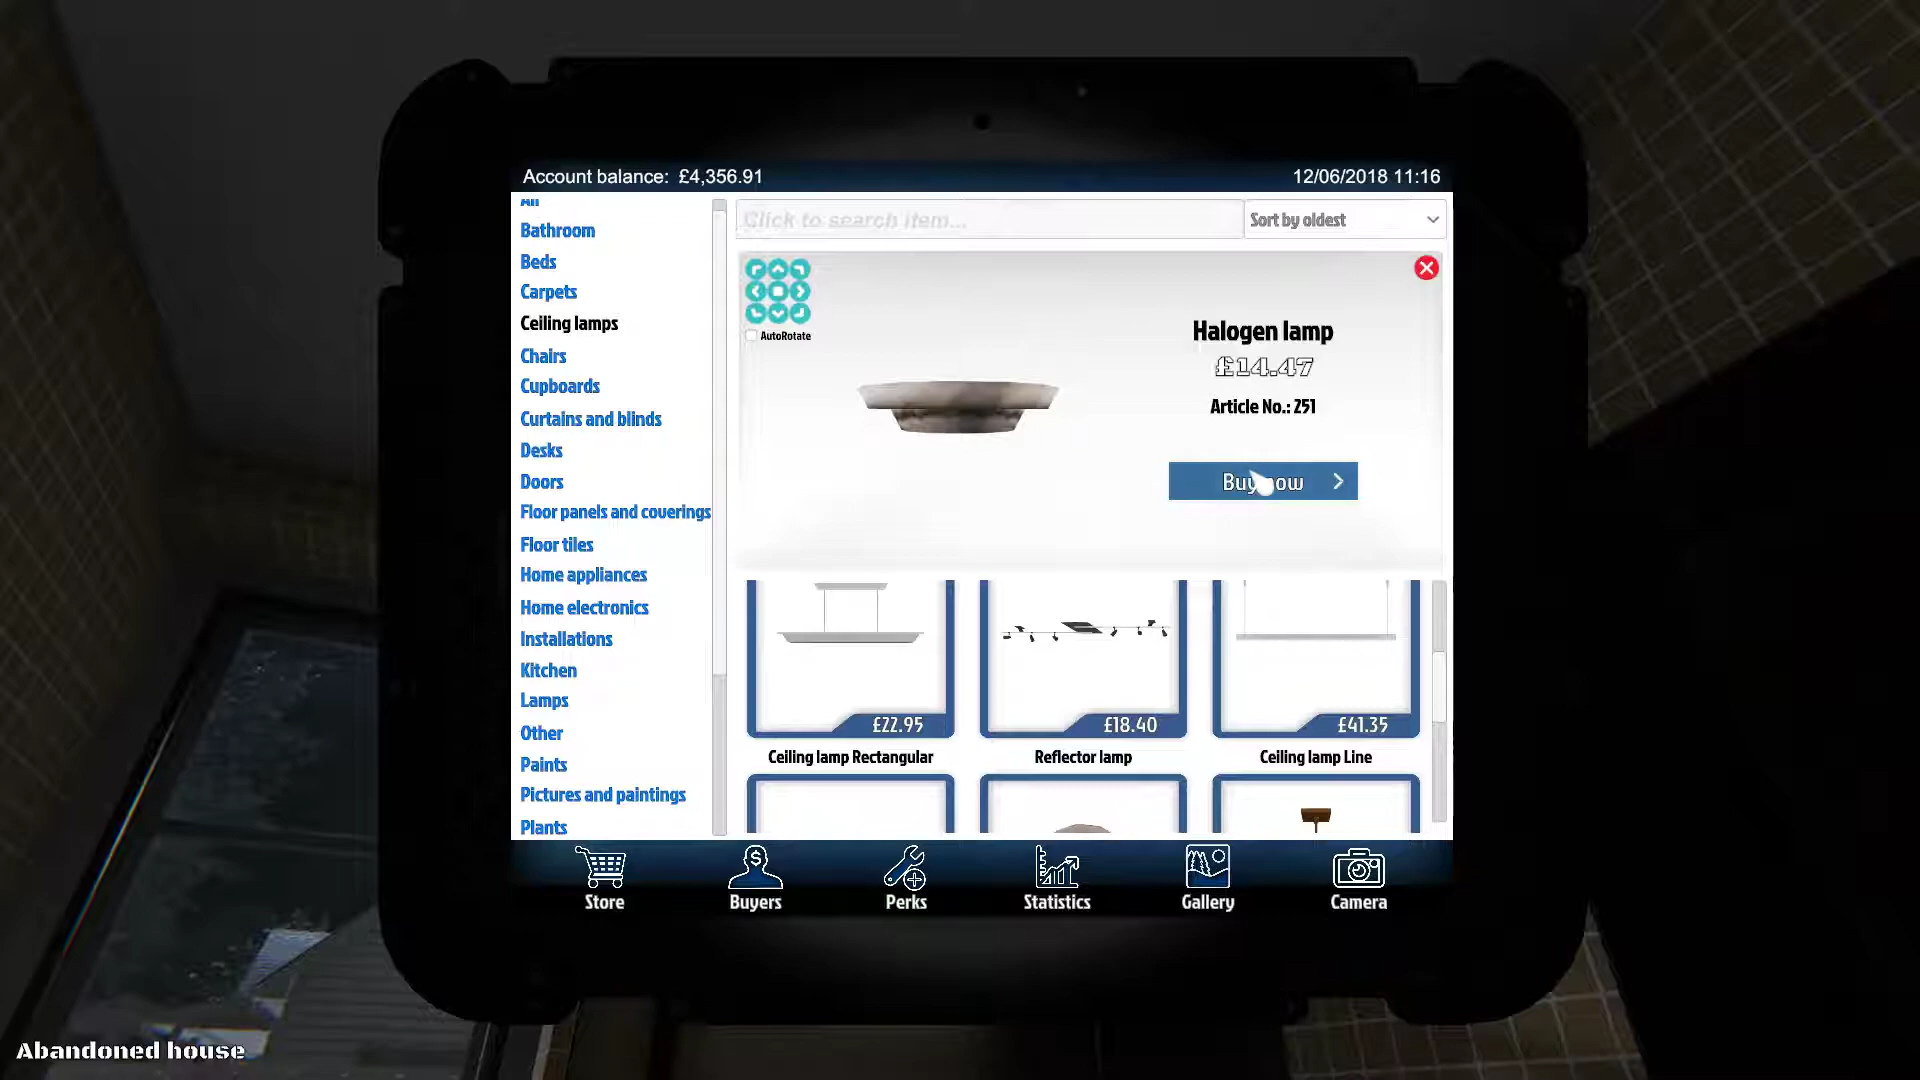 Account balance: £4,356.91
12/06/2018 11:16
All
Bathroom
Beds
Carpets
Ceiling lamps
Chairs
Cupboards
Curtains and blinds
Desks
Doors
Floor panels and coverings
Floor tiles
Home appliances
Home electronics
Installations
Kitchen
Lamps
Other
Paints
Pictures and paintings
Plants
Click to search item...
Sort by oldest
AutoRotate
Halogen lamp
£14.47
Article No.: 251
Buy now
£22.95
£18.40
£41.35
Ceiling lamp Rectangular
Reflector lamp
Ceiling lamp Line
Store
Buyers
Perks
Statistics
Gallery
Camera
Abandoned house